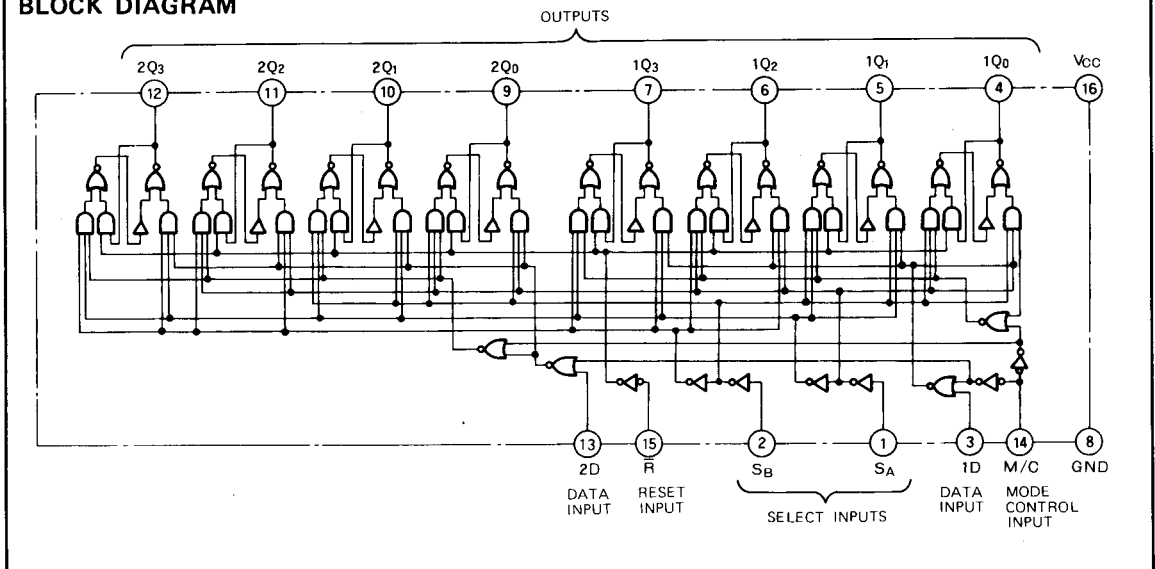 BLOCK DIAGRAM
OUTPUTS
2Q3 2Q2 2Q1 2Q0 1Q3 1Q2 1Q1 1Q0 VCC
12 11 10 9 7 6 5 4 16
13 15 2 1 3 14 8
2D R̅ SB SA 1D M/C GND
DATA INPUT
RESET INPUT
SELECT INPUTS
DATA INPUT
MODE CONTROL INPUT